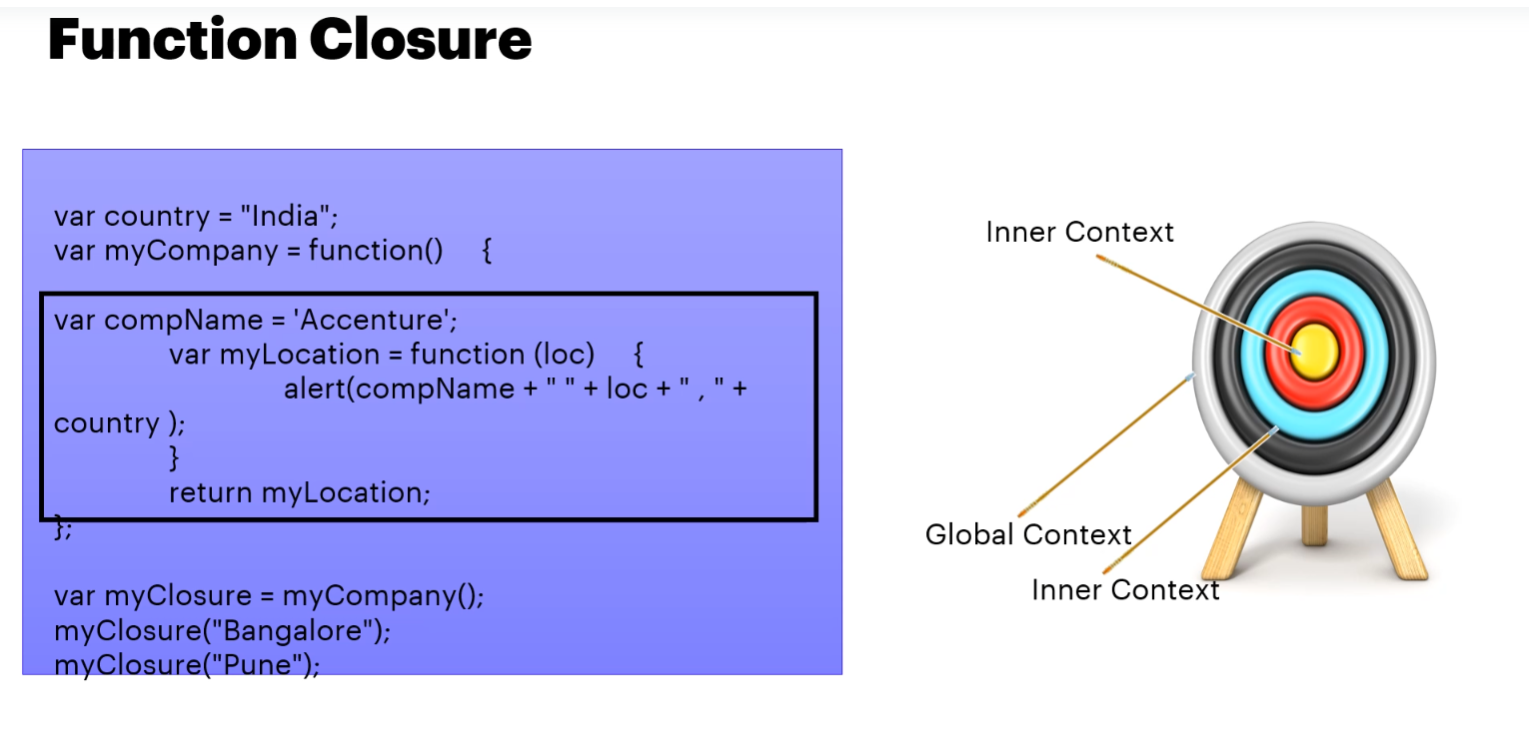 Function Closure
var country = "India";
var myCompany = function() {
var compName = 'Accenture';
var myLocation = function (loc) {
alert(compName + " " + loc + " , " +
country );
}
return myLocation;
};
var myClosure = myCompany();
myClosure("Bangalore");
myClosure("Pune");
Inner Context
Global Context
Inner Context